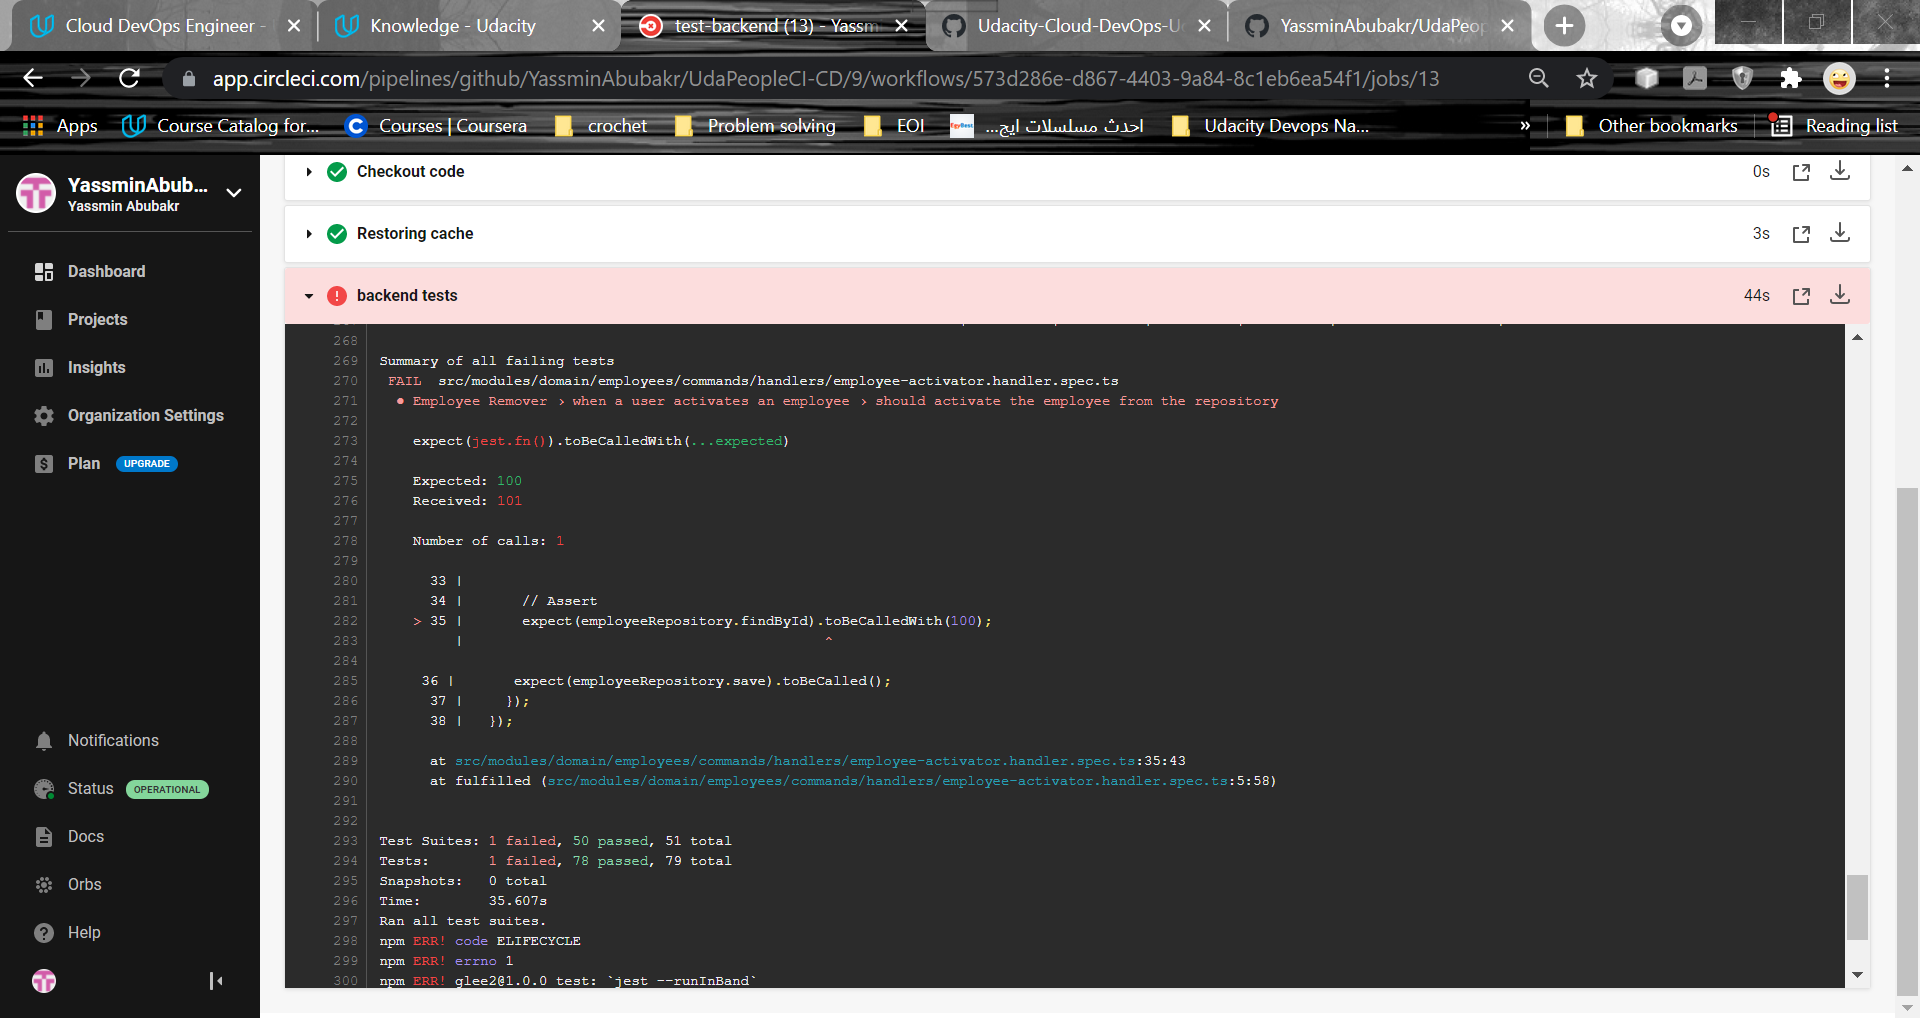 Cloud DevOps Engineer -
Knowledge - Udacity
test-backend (13) - Yassm
Udacity-Cloud-DevOps-Ud
YassminAbubakr/UdaPeop
app.circleci.com/pipelines/github/YassminAbubakr/UdaPeopleCI-CD/9/workflows/573d286e-d867-4403-9a84-8c1eb6ea54f1/jobs/13
Apps
Course Catalog for...
Courses | Coursera
crochet
Problem solving
EOI
EgyBest
احدث مسلسلات ايج...
Udacity Devops Na...
»
Other bookmarks
Reading list
YassminAbub...
Yassmin Abubakr
Dashboard
Projects
Insights
Organization Settings
Plan UPGRADE
Notifications
Status OPERATIONAL
Docs
Orbs
Help
Checkout code 0s
Restoring cache 3s
backend tests 44s
268
269 Summary of all failing tests
270 FAIL src/modules/domain/employees/commands/handlers/employee-activator.handler.spec.ts
271 ● Employee Remover › when a user activates an employee › should activate the employee from the repository
272
273 expect(jest.fn()).toBeCalledWith(...expected)
274
275 Expected: 100
276 Received: 101
277
278 Number of calls: 1
279
280 33 |
281 34 | // Assert
282 > 35 | expect(employeeRepository.findById).toBeCalledWith(100);
283 | ^
284
285 36 | expect(employeeRepository.save).toBeCalled();
286 37 | });
287 38 | });
288
289 at src/modules/domain/employees/commands/handlers/employee-activator.handler.spec.ts:35:43
290 at fulfilled (src/modules/domain/employees/commands/handlers/employee-activator.handler.spec.ts:5:58)
291
292
293 Test Suites: 1 failed, 50 passed, 51 total
294 Tests: 1 failed, 78 passed, 79 total
295 Snapshots: 0 total
296 Time: 35.607s
297 Ran all test suites.
298 npm ERR! code ELIFECYCLE
299 npm ERR! errno 1
300 npm ERR! glee2@1.0.0 test: `jest --runInBand`